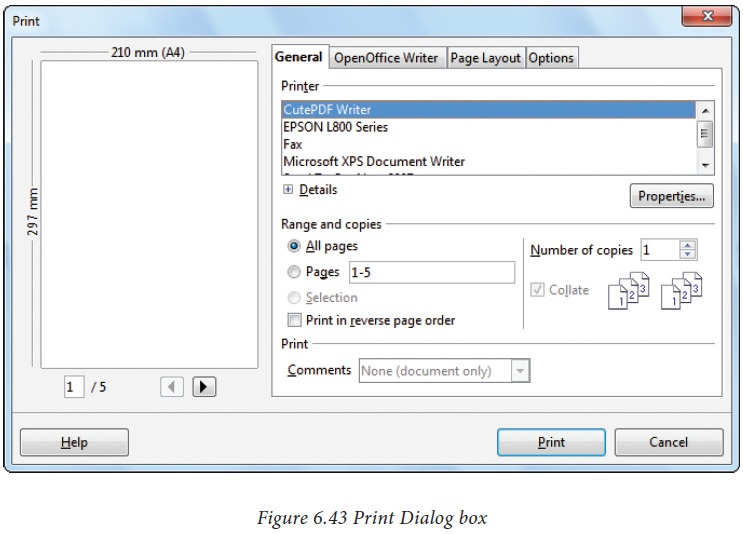 Print
210 mm (A4)
297 mm
1 / 5
General OpenOffice Writer Page Layout Options
Printer
CutePDF Writer
EPSON L800 Series
Fax
Microsoft XPS Document Writer
Details
Properties...
Range and copies
All pages
Pages 1-5
Selection
Print in reverse page order
Number of copies 1
Collate 1 2 3 1 2 3
Print
Comments None (document only)
Help Print Cancel
Figure 6.43 Print Dialog box